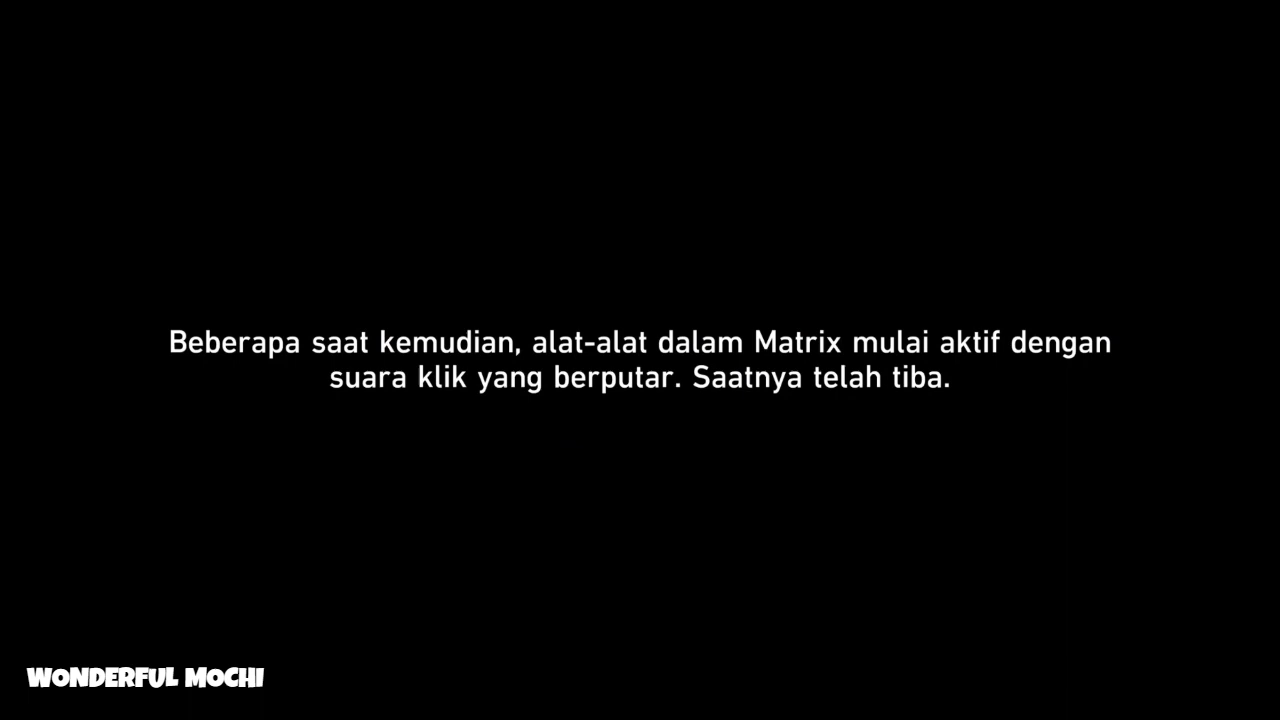 Beberapa saat kemudian, alat-alat dalam Matrix mulai aktif dengan
suara klik yang berputar. Saatnya telah tiba.
WONDERFUL MOCHI